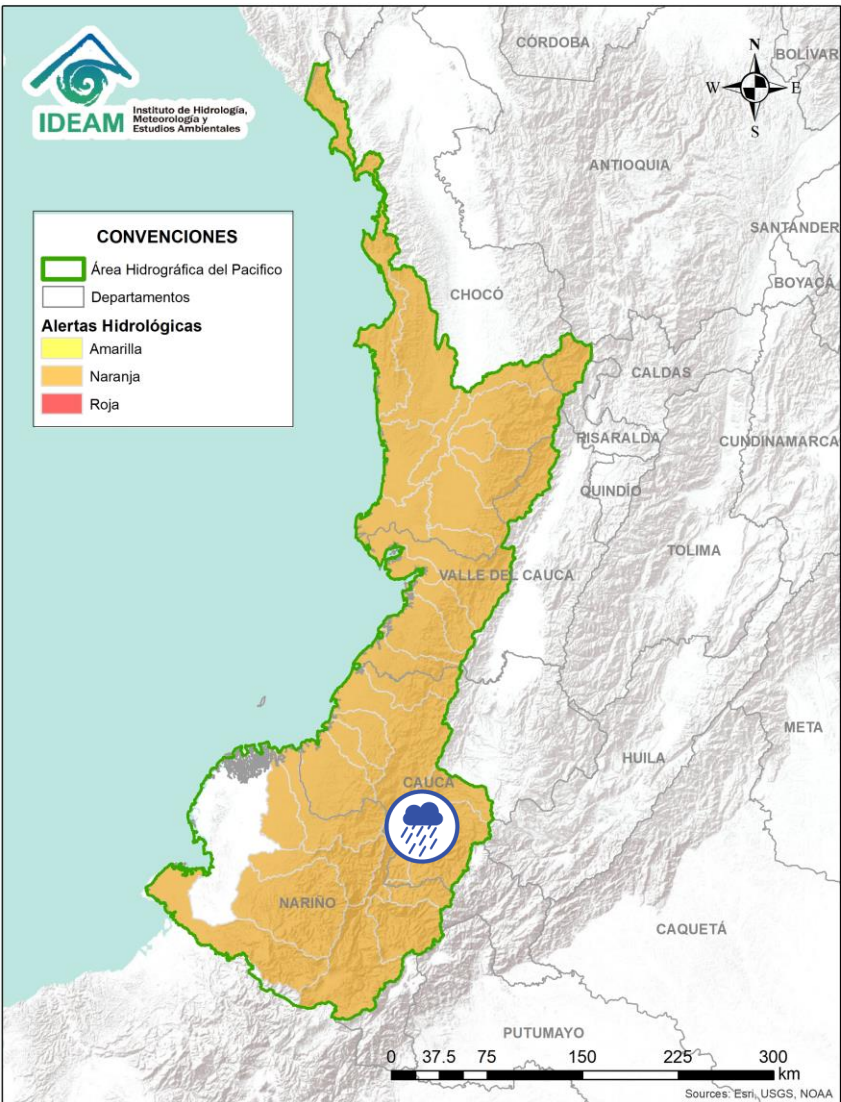 IDEAM
Instituto de Hidrología,
Meteorología y
Estudios Ambientales
N
W
E
S
CÓRDOBA
BOLÍVAR
ANTIOQUIA
SANTANDER
BOYACÁ
CHOCÓ
CONVENCIONES
Área Hidrográfica del Pacifico
Departamentos
Alertas Hidrológicas
Amarilla
Naranja
Roja
CALDAS
RISARALDA
CUNDINAMARCA
QUINDÍO
TOLIMA
VALLE DEL CAUCA
META
HUILA
CAUCA
NARIÑO
CAQUETÁ
PUTUMAYO
0 37.5 75 150 225 300
km
Sources: Esri, USGS, NOAA